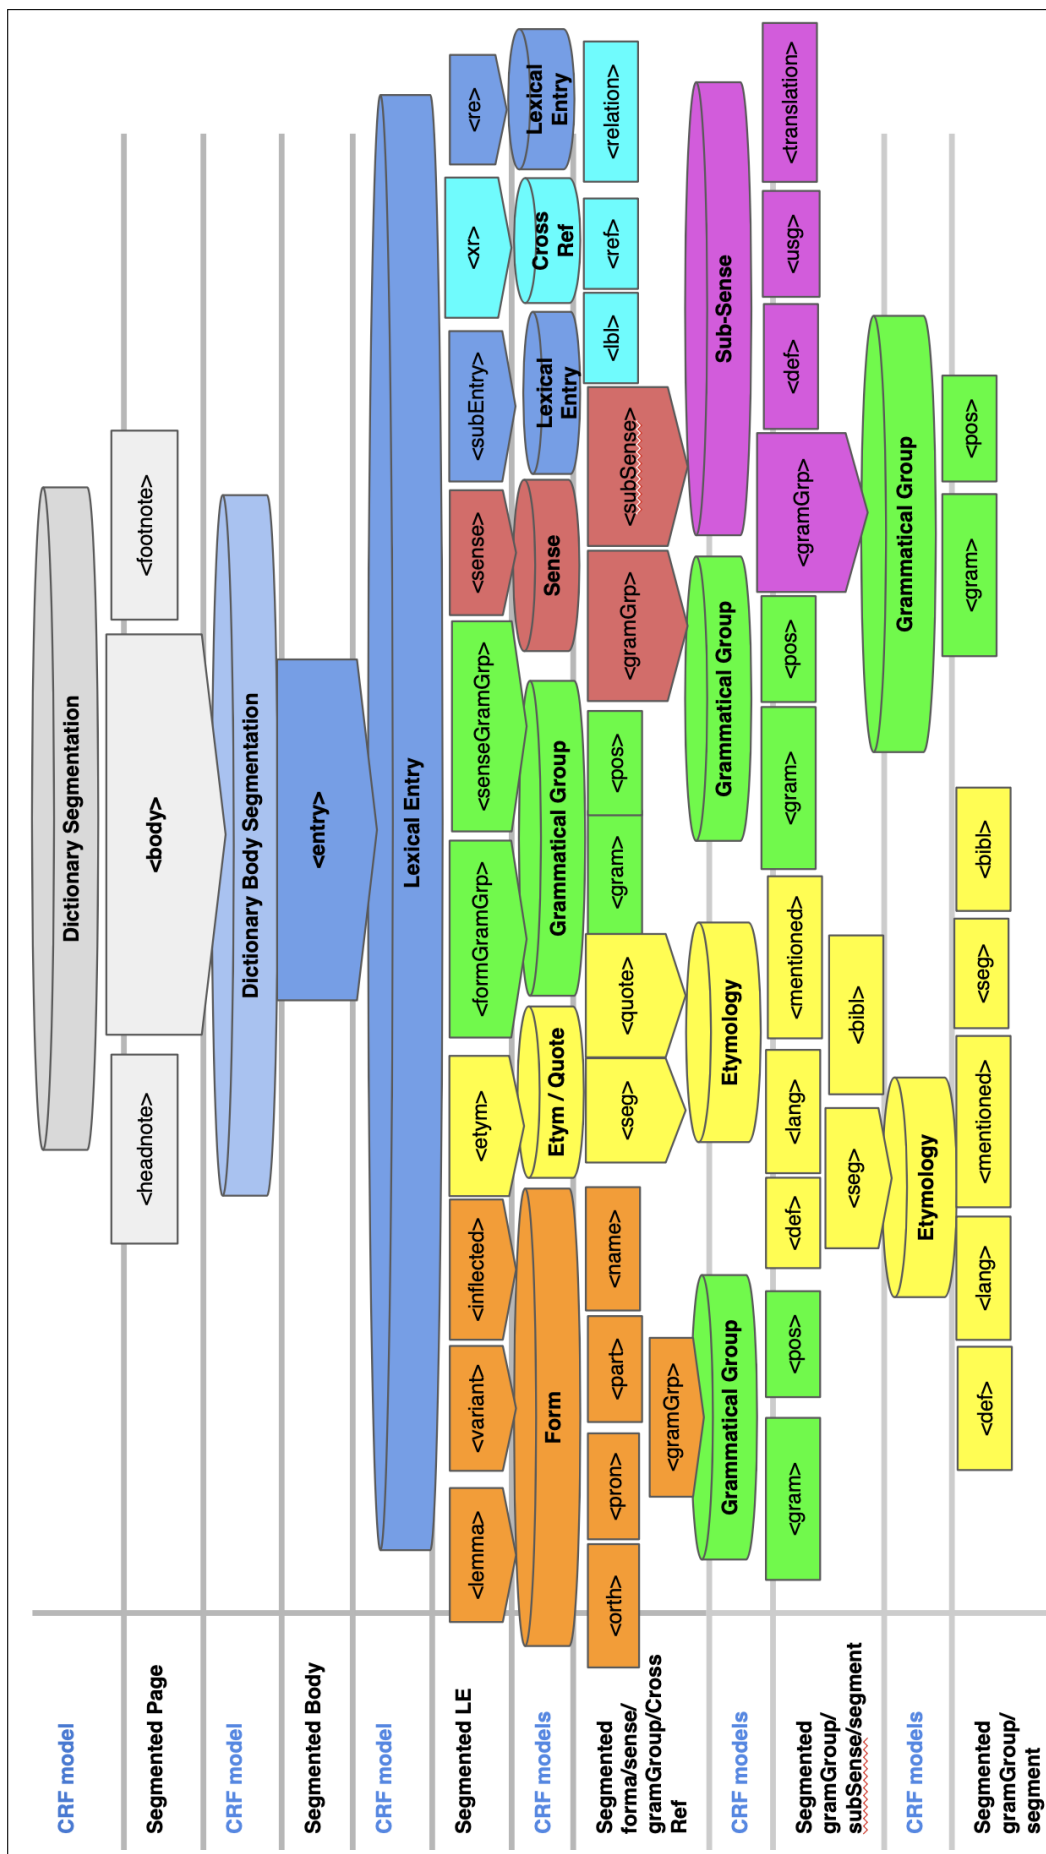 CRF model
Dictionary Segmentation
Segmented Page
<headnote>
<body>
<footnote>
CRF model
Dictionary Body Segmentation
Segmented Body
<entry>
CRF model
Lexical Entry
Segmented LE
<lemma>
<variant>
<inflected>
<etym>
<formGramGrp>
<senseGramGrp>
<sense>
<subEntry>
<xr>
<re>
CRF models
Form
Etym / Quote
Grammatical Group
Sense
Lexical
Entry
Cross
Ref
Lexical
Entry
Segmented
forma/sense/
gramGroup/Cross
Ref
<orth>
<pron>
<part>
<name>
<seg>
<quote>
<gram>
<pos>
<gramGrp>
<subSense>
<lbl>
<ref>
<relation>
<gramGrp>
CRF models
Grammatical Group
Etymology
Grammatical Group
Sub-Sense
Segmented
gramGroup/
subSense/segment
<gram>
<pos>
<def>
<lang>
<mentioned>
<gram>
<pos>
<gramGrp>
<def>
<usg>
<translation>
<seg>
<bibl>
CRF models
Etymology
Grammatical Group
Segmented
gramGroup/
segment
<def>
<lang>
<mentioned>
<seg>
<bibl>
<gram>
<pos>